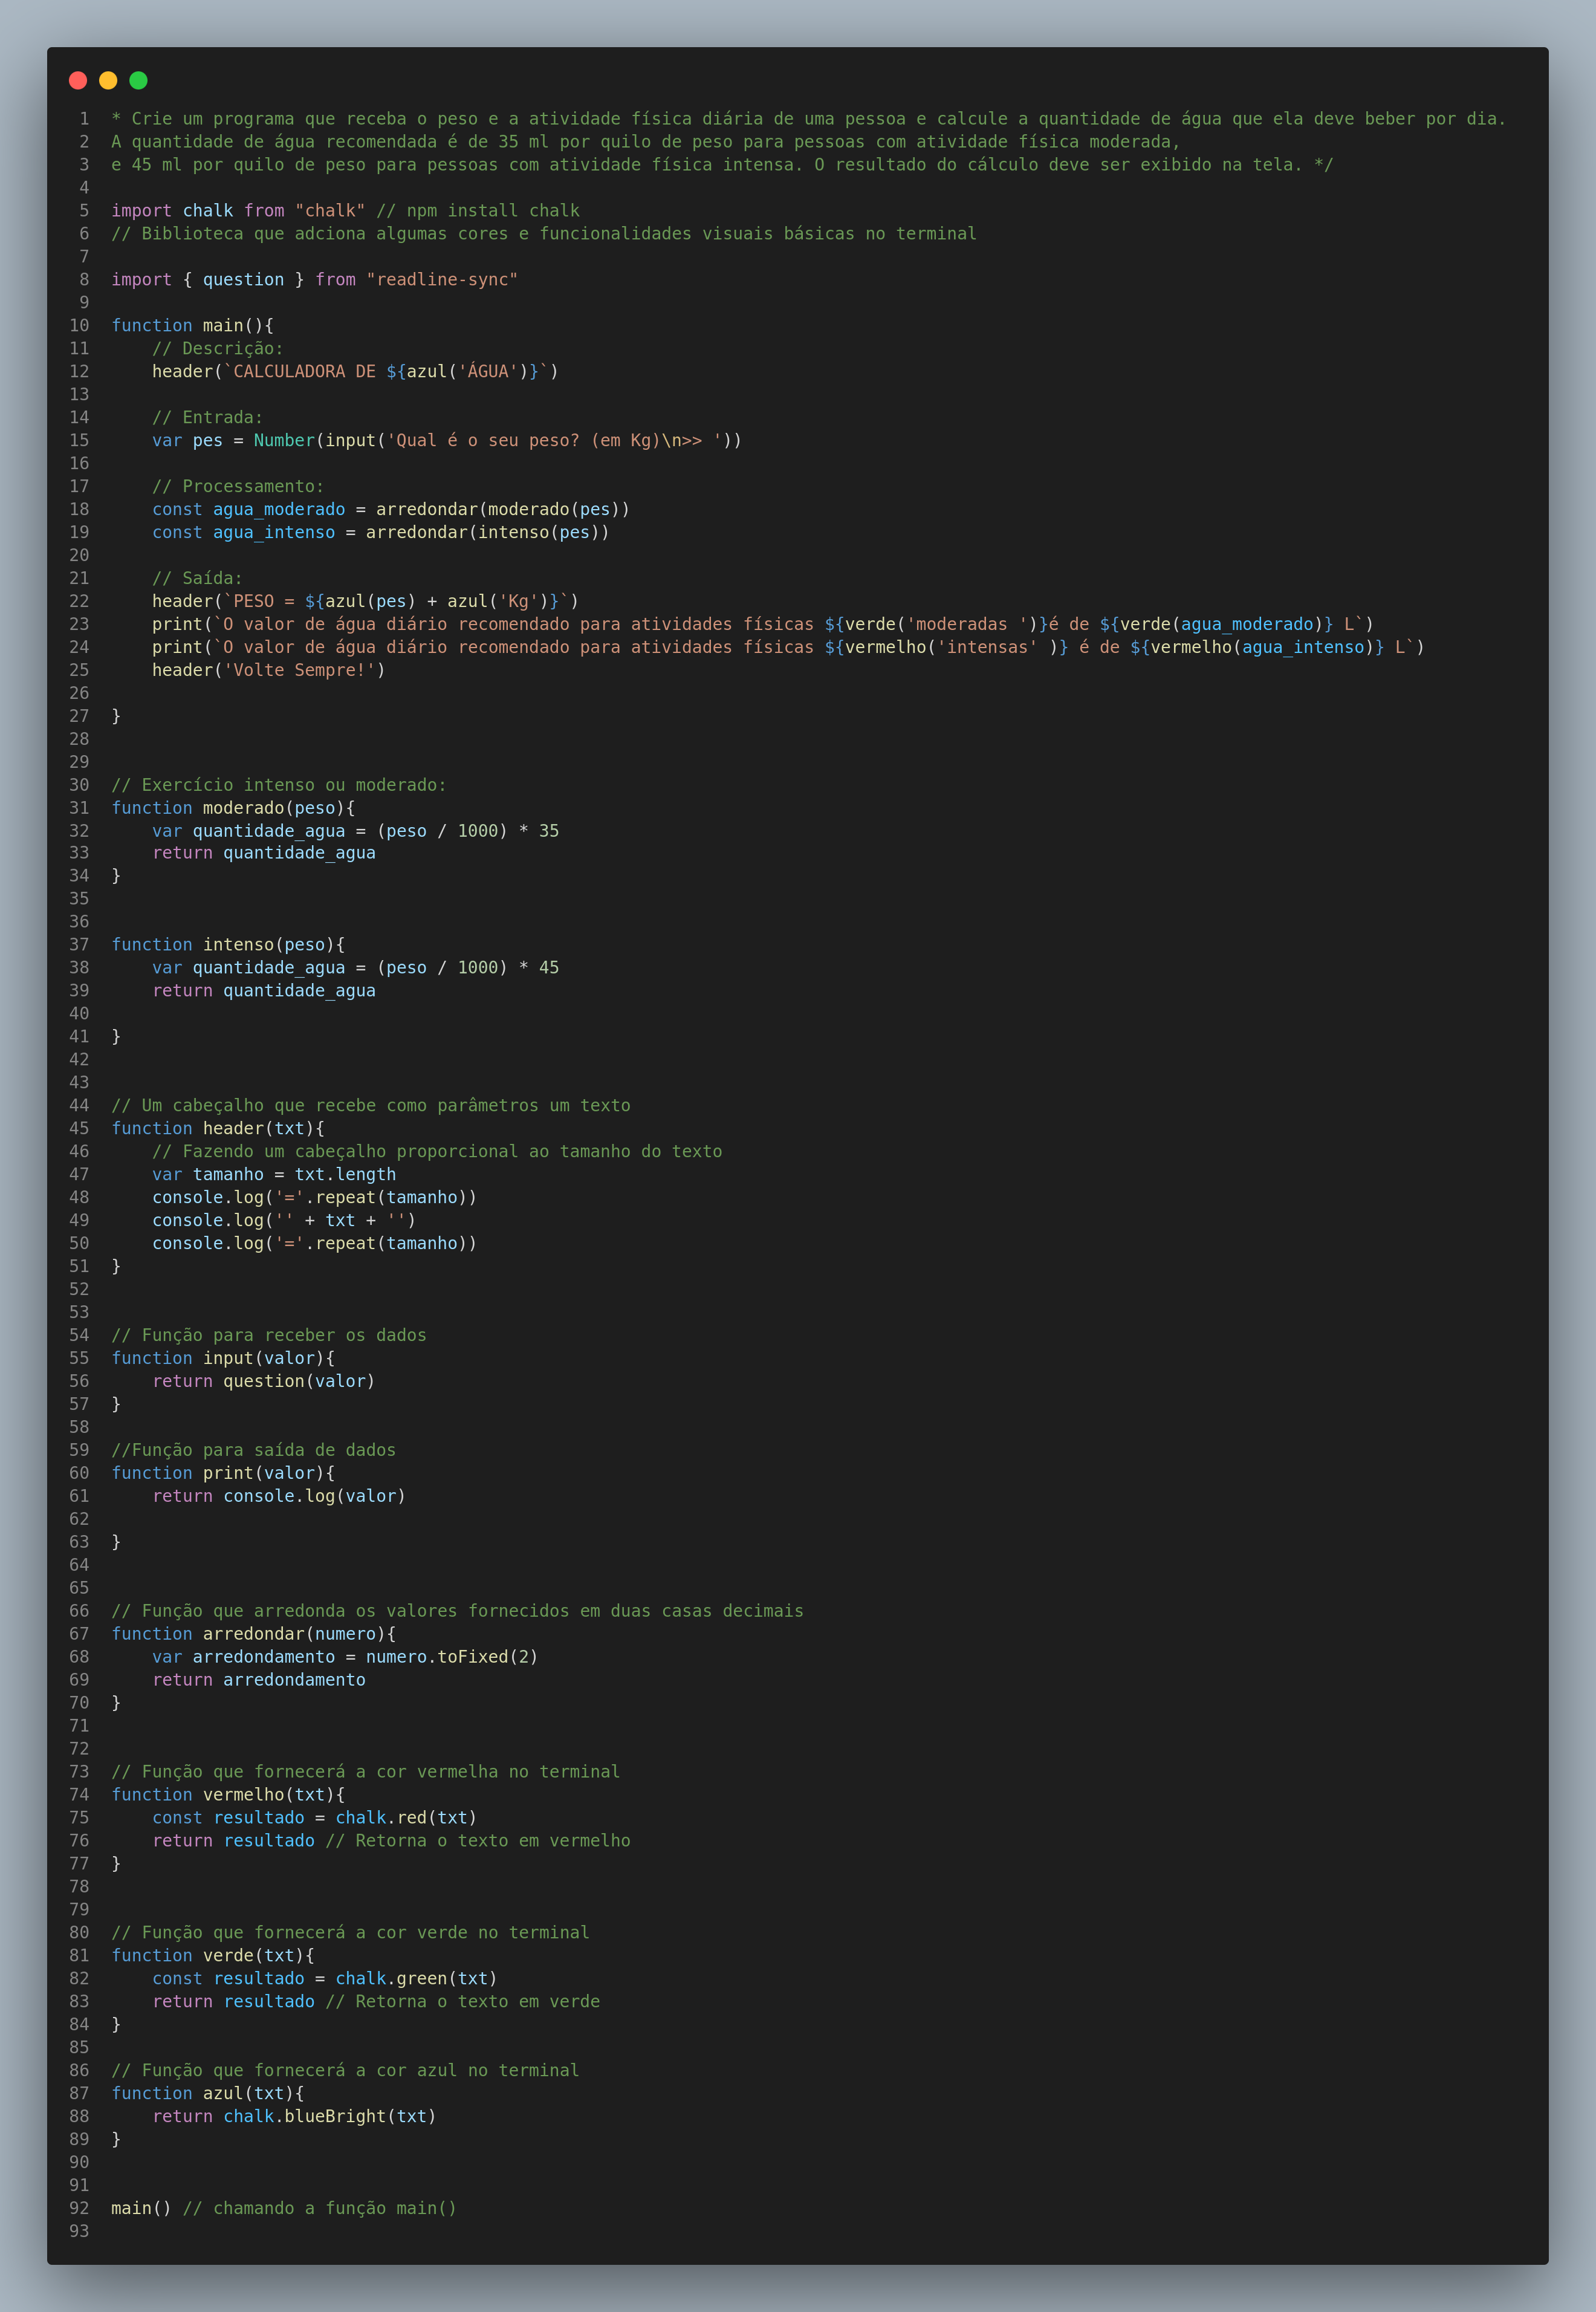 1 * Crie um programa que receba o peso e a atividade física diária de uma pessoa e calcule a quantidade de água que ela deve beber por dia.
2 A quantidade de água recomendada é de 35 ml por quilo de peso para pessoas com atividade física moderada,
3 e 45 ml por quilo de peso para pessoas com atividade física intensa. O resultado do cálculo deve ser exibido na tela. */
4
5 import chalk from "chalk" // npm install chalk
6 // Biblioteca que adciona algumas cores e funcionalidades visuais básicas no terminal
7
8 import { question } from "readline-sync"
9
10 function main(){
11     // Descrição:
12     header(`CALCULADORA DE ${azul('ÁGUA')}`)
13
14     // Entrada:
15     var pes = Number(input('Qual é o seu peso? (em Kg)\n>> '))
16
17     // Processamento:
18     const agua_moderado = arredondar(moderado(pes))
19     const agua_intenso = arredondar(intenso(pes))
20
21     // Saída:
22     header(`PESO = ${azul(pes) + azul('Kg')}`)
23     print(`O valor de água diário recomendado para atividades físicas ${verde('moderadas ')}é de ${verde(agua_moderado)} L`)
24     print(`O valor de água diário recomendado para atividades físicas ${vermelho('intensas' )} é de ${vermelho(agua_intenso)} L`)
25     header('Volte Sempre!')
26
27 }
28
29
30 // Exercício intenso ou moderado:
31 function moderado(peso){
32     var quantidade_agua = (peso / 1000) * 35
33     return quantidade_agua
34 }
35
36
37 function intenso(peso){
38     var quantidade_agua = (peso / 1000) * 45
39     return quantidade_agua
40
41 }
42
43
44 // Um cabeçalho que recebe como parâmetros um texto
45 function header(txt){
46     // Fazendo um cabeçalho proporcional ao tamanho do texto
47     var tamanho = txt.length
48     console.log('='.repeat(tamanho))
49     console.log('' + txt + '')
50     console.log('='.repeat(tamanho))
51 }
52
53
54 // Função para receber os dados
55 function input(valor){
56     return question(valor)
57 }
58
59 //Função para saída de dados
60 function print(valor){
61     return console.log(valor)
62
63 }
64
65
66 // Função que arredonda os valores fornecidos em duas casas decimais
67 function arredondar(numero){
68     var arredondamento = numero.toFixed(2)
69     return arredondamento
70 }
71
72
73 // Função que fornecerá a cor vermelha no terminal
74 function vermelho(txt){
75     const resultado = chalk.red(txt)
76     return resultado // Retorna o texto em vermelho
77 }
78
79
80 // Função que fornecerá a cor verde no terminal
81 function verde(txt){
82     const resultado = chalk.green(txt)
83     return resultado // Retorna o texto em verde
84 }
85
86 // Função que fornecerá a cor azul no terminal
87 function azul(txt){
88     return chalk.blueBright(txt)
89 }
90
91
92 main() // chamando a função main()
93